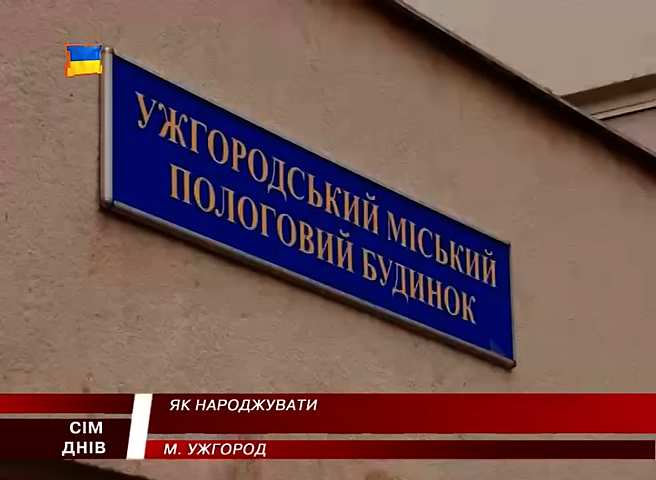 УЖГОРОДСЬКИЙ МІСЬКИЙ
ПОЛОГОВИЙ БУДИНОК
ЯК НАРОДЖУВАТИ
СІМ
ДНІВ
М. УЖГОРОД